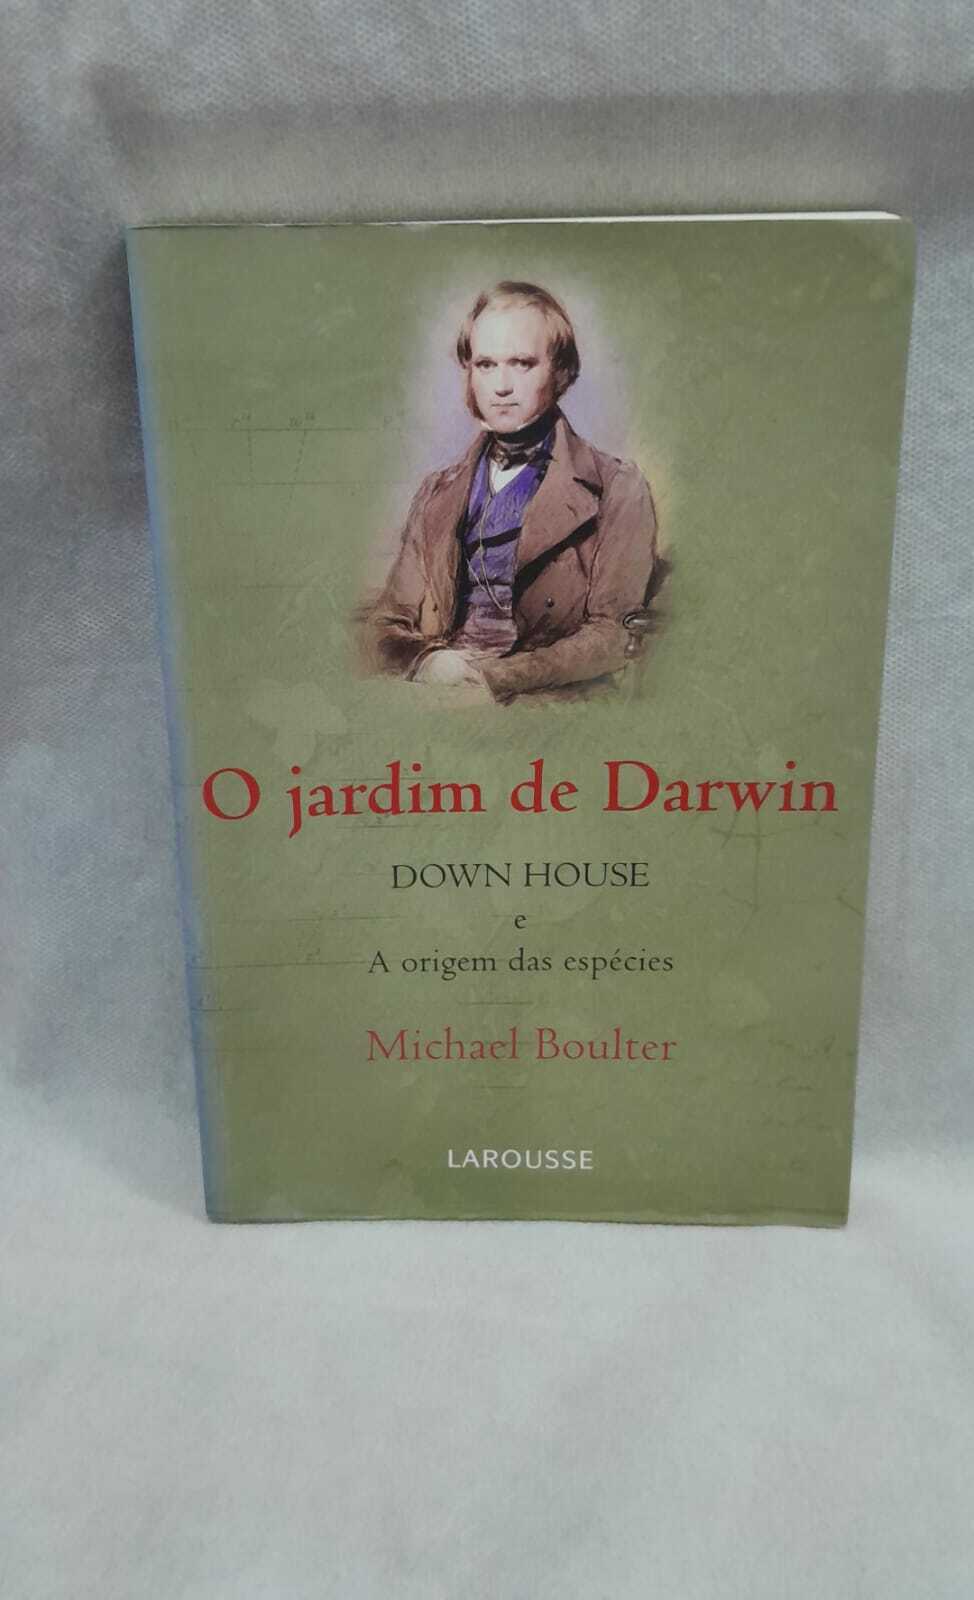 O jardim de Darwin
DOWN HOUSE
e
A origem das espécies
Michael Boulter
LAROUSSE